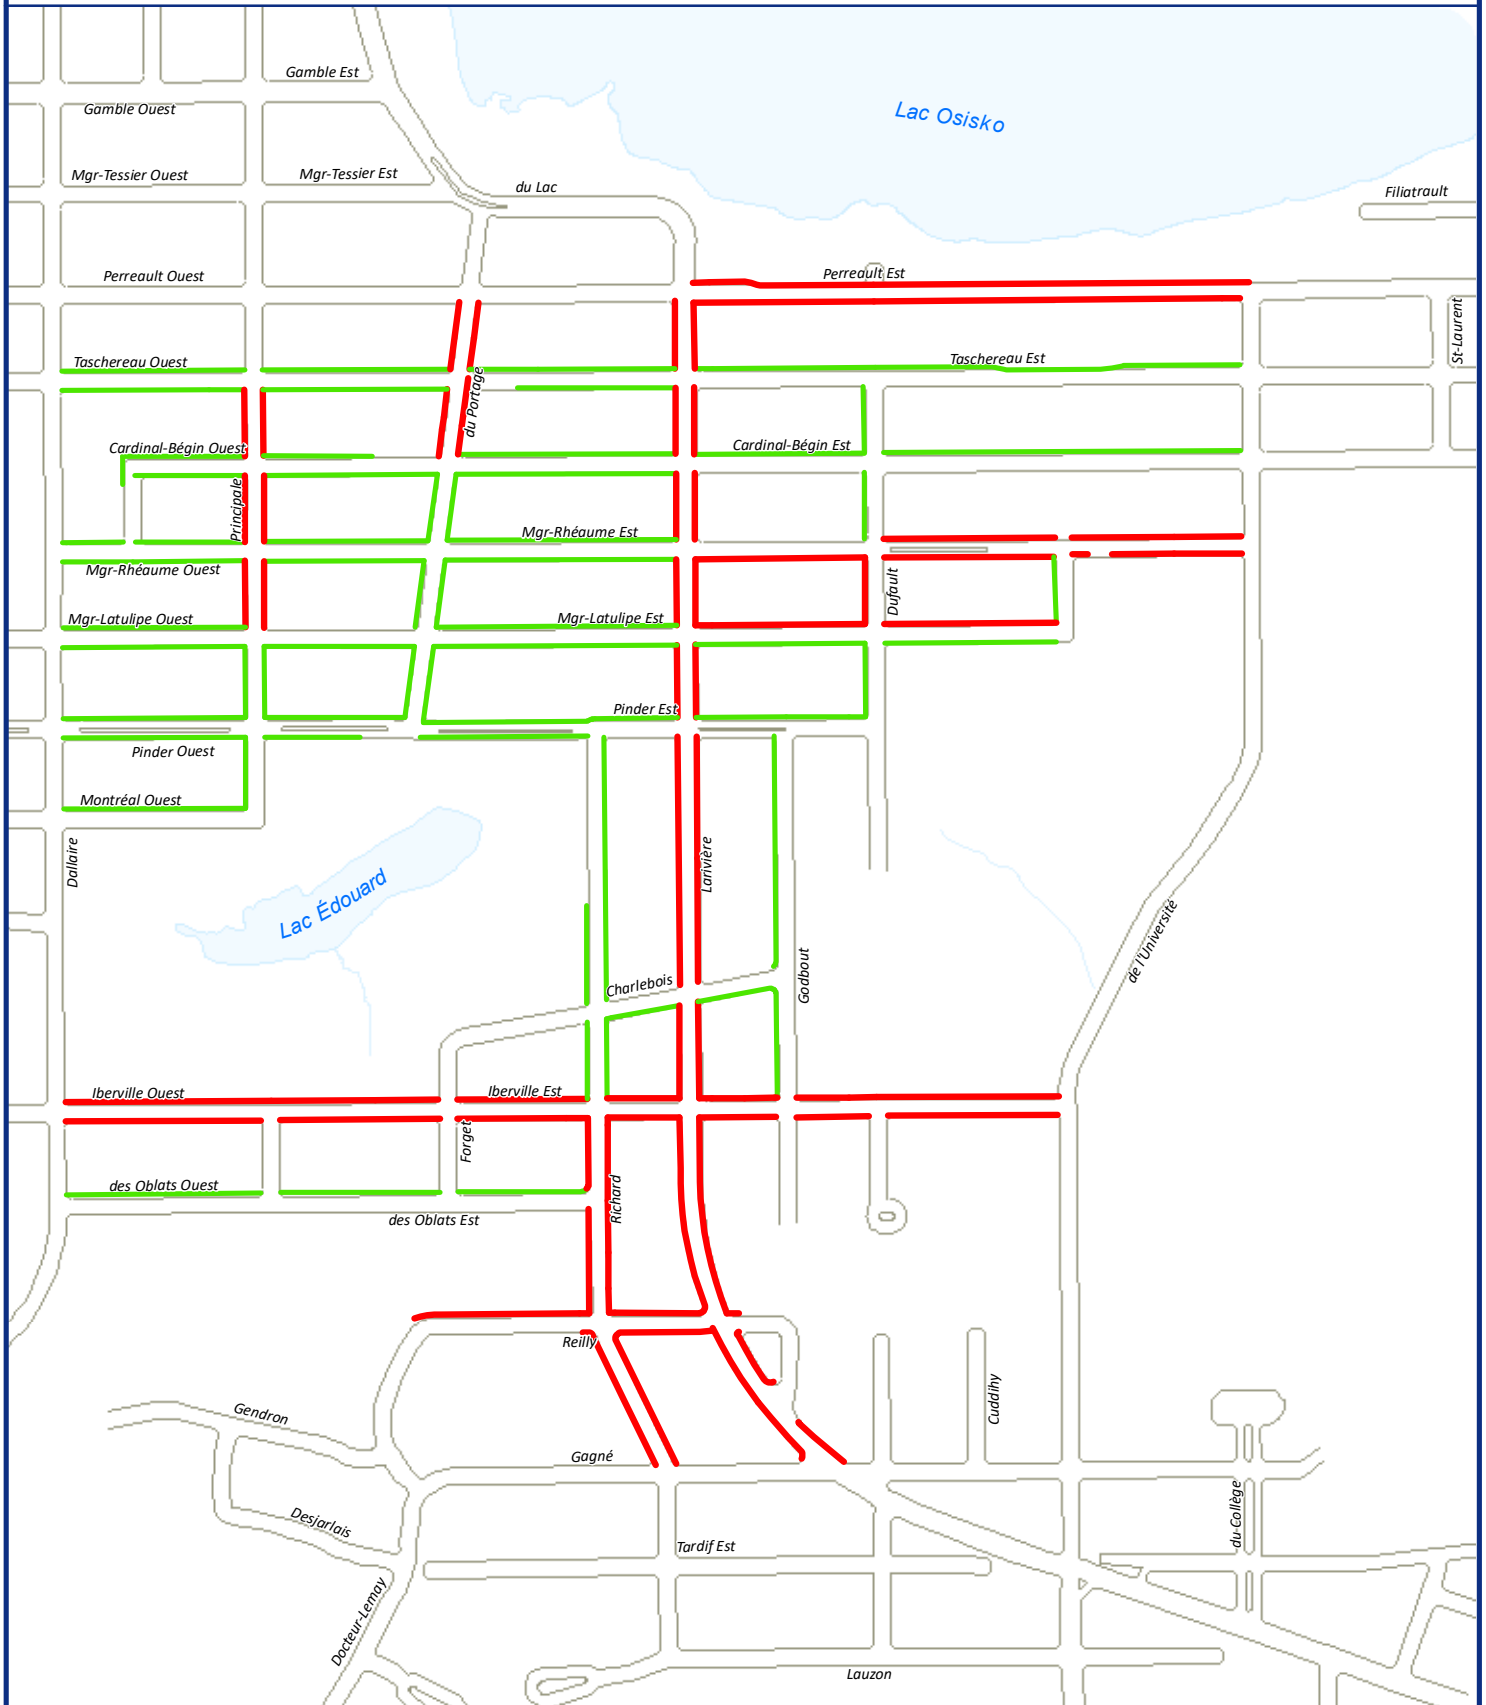 Gamble Est
Gamble Ouest
Lac Osisko
Mgr-Tessier Ouest
Mgr-Tessier Est
du Lac
Filiatrault
Perreault Ouest
Perreault Est
St-Laurent
Taschereau Ouest
Taschereau Est
du Portage
Cardinal-Bégin Ouest
Cardinal-Bégin Est
Principale
Mgr-Rhéaume Est
Mgr-Rhéaume Ouest
Dufault
Mgr-Latulipe Ouest
Mgr-Latulipe Est
Pinder Est
Pinder Ouest
Montréal Ouest
Dallaire
Larivière
Lac Édouard
de l'Université
Charlebois
Godbout
Iberville Ouest
Iberville Est
Forget
des Oblats Ouest
Richard
des Oblats Est
Reilly
Cuddihy
Gendron
Gagné
Desjarlais
du Collège
Tardif Est
Docteur-Lemay
Lauzon